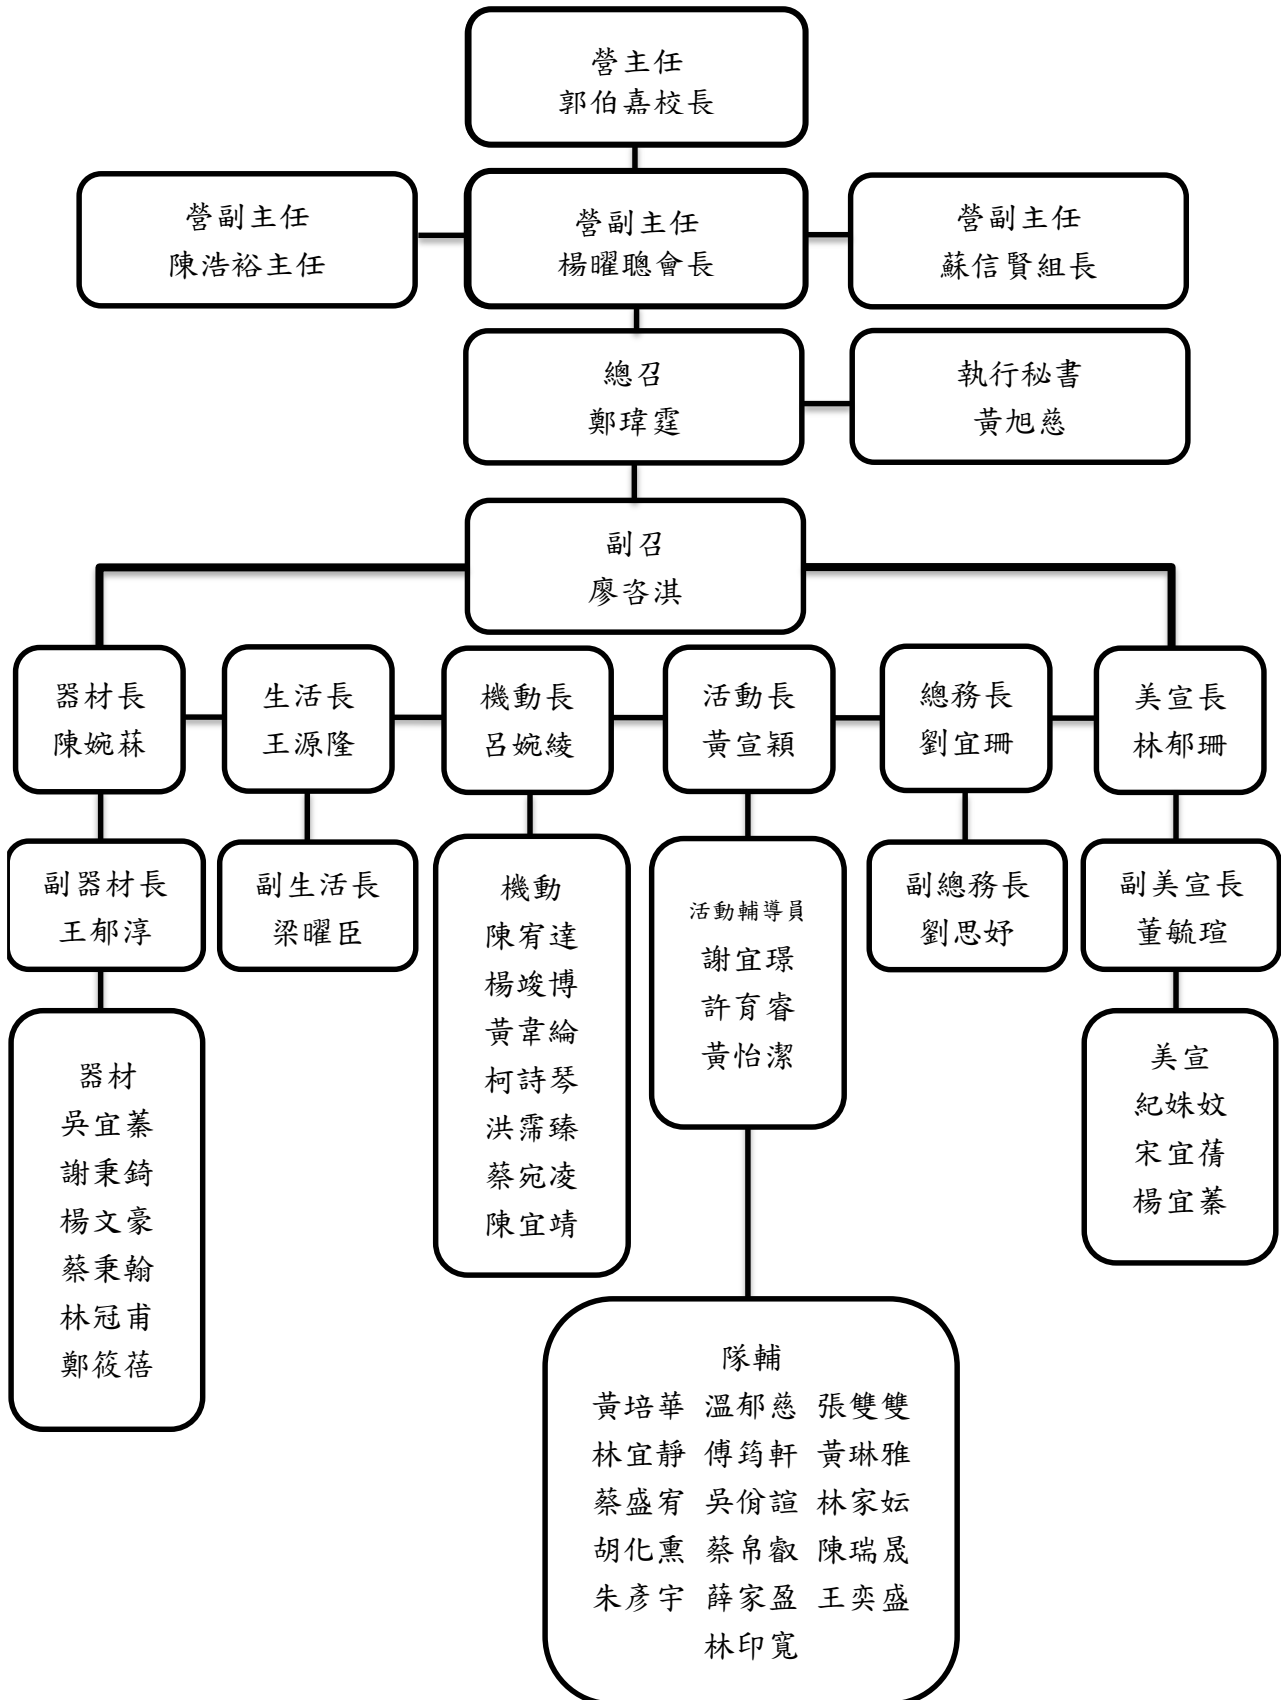 營主任
郭伯嘉校長
營副主任
陳浩裕主任
營副主任
楊曜聰會長
營副主任
蘇信賢組長
總召
鄭瑋霆
執行秘書
黃旭慈
副召
廖咨淇
器材長
陳婉菻
生活長
王源隆
機動長
呂婉綾
活動長
黃宣穎
總務長
劉宜珊
美宣長
林郁珊
副器材長
王郁淳
副生活長
梁曜臣
機動
陳宥達
楊竣博
黃韋綸
柯詩琴
洪霈臻
蔡宛凌
陳宜靖
活動輔導員
謝宜璟
許育睿
黃怡潔
副總務長
劉思妤
副美宣長
董毓瑄
器材
吳宜蓁
謝秉錡
楊文豪
蔡秉翰
林冠甫
鄭筱蓓
美宣
紀姝妏
宋宜蒨
楊宜蓁
隊輔
黃培華 溫郁慈 張雙雙
林宜靜 傅筠軒 黃琳雅
蔡盛宥 吳佾諠 林家妘
胡化熏 蔡帛叡 陳瑞晟
朱彥宇 薛家盈 王奕盛
林印寬